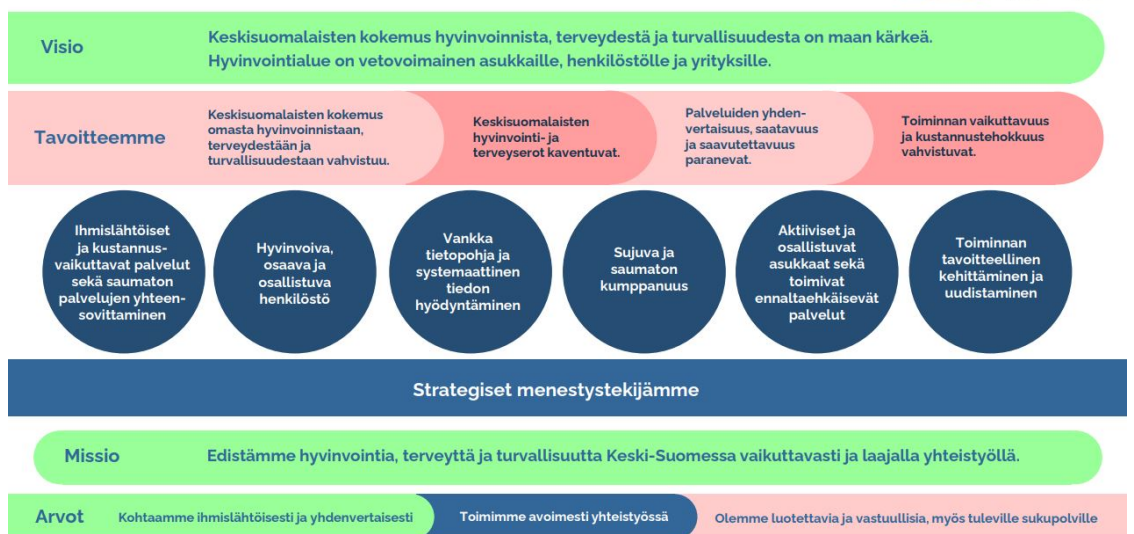 Visio
Keskisuomalaisten kokemus hyvinvoinnista, terveydestä ja turvallisuudesta on maan kärkeä.
Hyvinvointialue on vetovoimainen asukkaille, henkilöstölle ja yrityksille.
Tavoitteemme
Keskisuomalaisten kokemus
omasta hyvinvoinnistaan,
terveydestään ja
turvallisuudestaan vahvistuu.
Keskisuomalaisten
hyvinvointi- ja
terveyserot kaventuvat.
Palveluiden yhden-
vertaisuus, saatavuus
ja saavutettavuus
paranevat.
Toiminnan vaikuttavuus
ja kustannustehokkuus
vahvistuvat.
Ihmislähtöiset
ja kustannus-
vaikuttavat palvelut
sekä saumaton
palvelujen yhteen-
sovittaminen
Hyvinvoiva,
osaava ja
osallistuva
henkilöstö
Vankka
tietopohja ja
systemaattinen
tiedon
hyödyntäminen
Sujuva ja
saumaton
kumppanuus
Aktiiviset ja
osallistuvat
asukkaat sekä
toimivat
ennaltaehkäisevät
palvelut
Toiminnan
tavoitteellinen
kehittäminen ja
uudistaminen
Strategiset menestystekijämme
Missio
Edistämme hyvinvointia, terveyttä ja turvallisuutta Keski-Suomessa vaikuttavasti ja laajalla yhteistyöllä.
Arvot
Kohtaamme ihmislähtöisesti ja yhdenvertaisesti
Toimimme avoimesti yhteistyössä
Olemme luotettavia ja vastuullisia, myös tuleville sukupolville